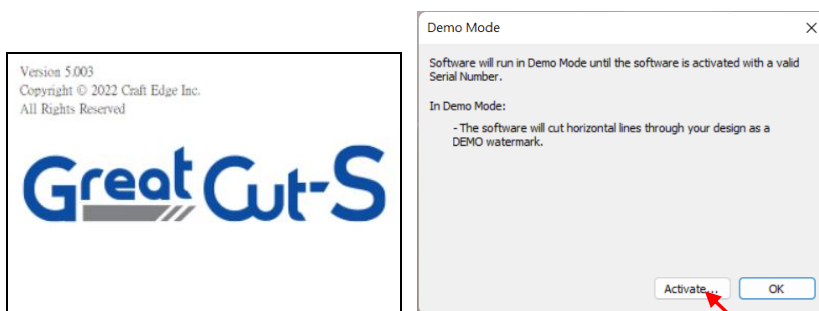 Version 5.003
Copyright © 2022 Craft Edge Inc.
All Rights Reserved
Great Cut-S
Demo Mode
Software will run in Demo Mode until the software is activated with a valid
Serial Number.
In Demo Mode:
- The software will cut horizontal lines through your design as a
DEMO watermark.
Activate...
OK